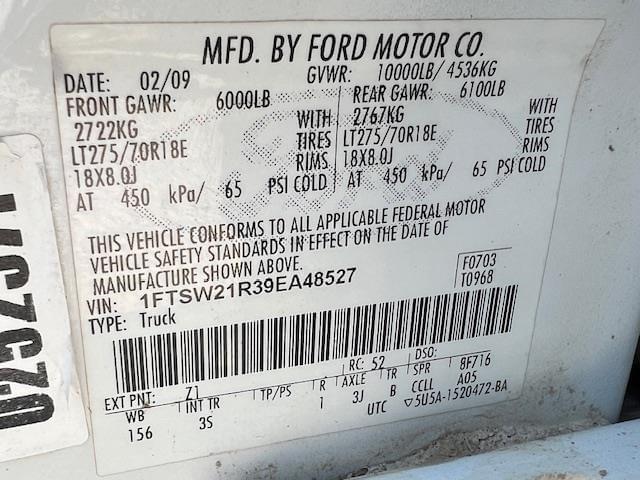 MFD. BY FORD MOTOR CO.
DATE: 02/09 GVWR: 10000LB/ 4536KG
FRONT GAWR: 6000LB REAR GAWR: 6100LB
2722KG WITH 2767KG WITH
LT275/70R18E TIRES LT275/70R18E TIRES
18X8.0J RIMS 18X8.0J RIMS
AT 450 kPa/ 65 PSI COLD AT 450 kPa/ 65 PSI COLD
THIS VEHICLE CONFORMS TO ALL APPLICABLE FEDERAL MOTOR
VEHICLE SAFETY STANDARDS IN EFFECT ON THE DATE OF
MANUFACTURE SHOWN ABOVE.
F0703
VIN: 1FTSW21R39EA48527 T0968
TYPE: Truck
RC: 52 DSO:
EXT PNT: Z1 TP/PS R AXLE TR SPR 8F716
WB INT TR 1 3J B CCLL A05
156 3S UTC ▽5U5A-1520472-BA